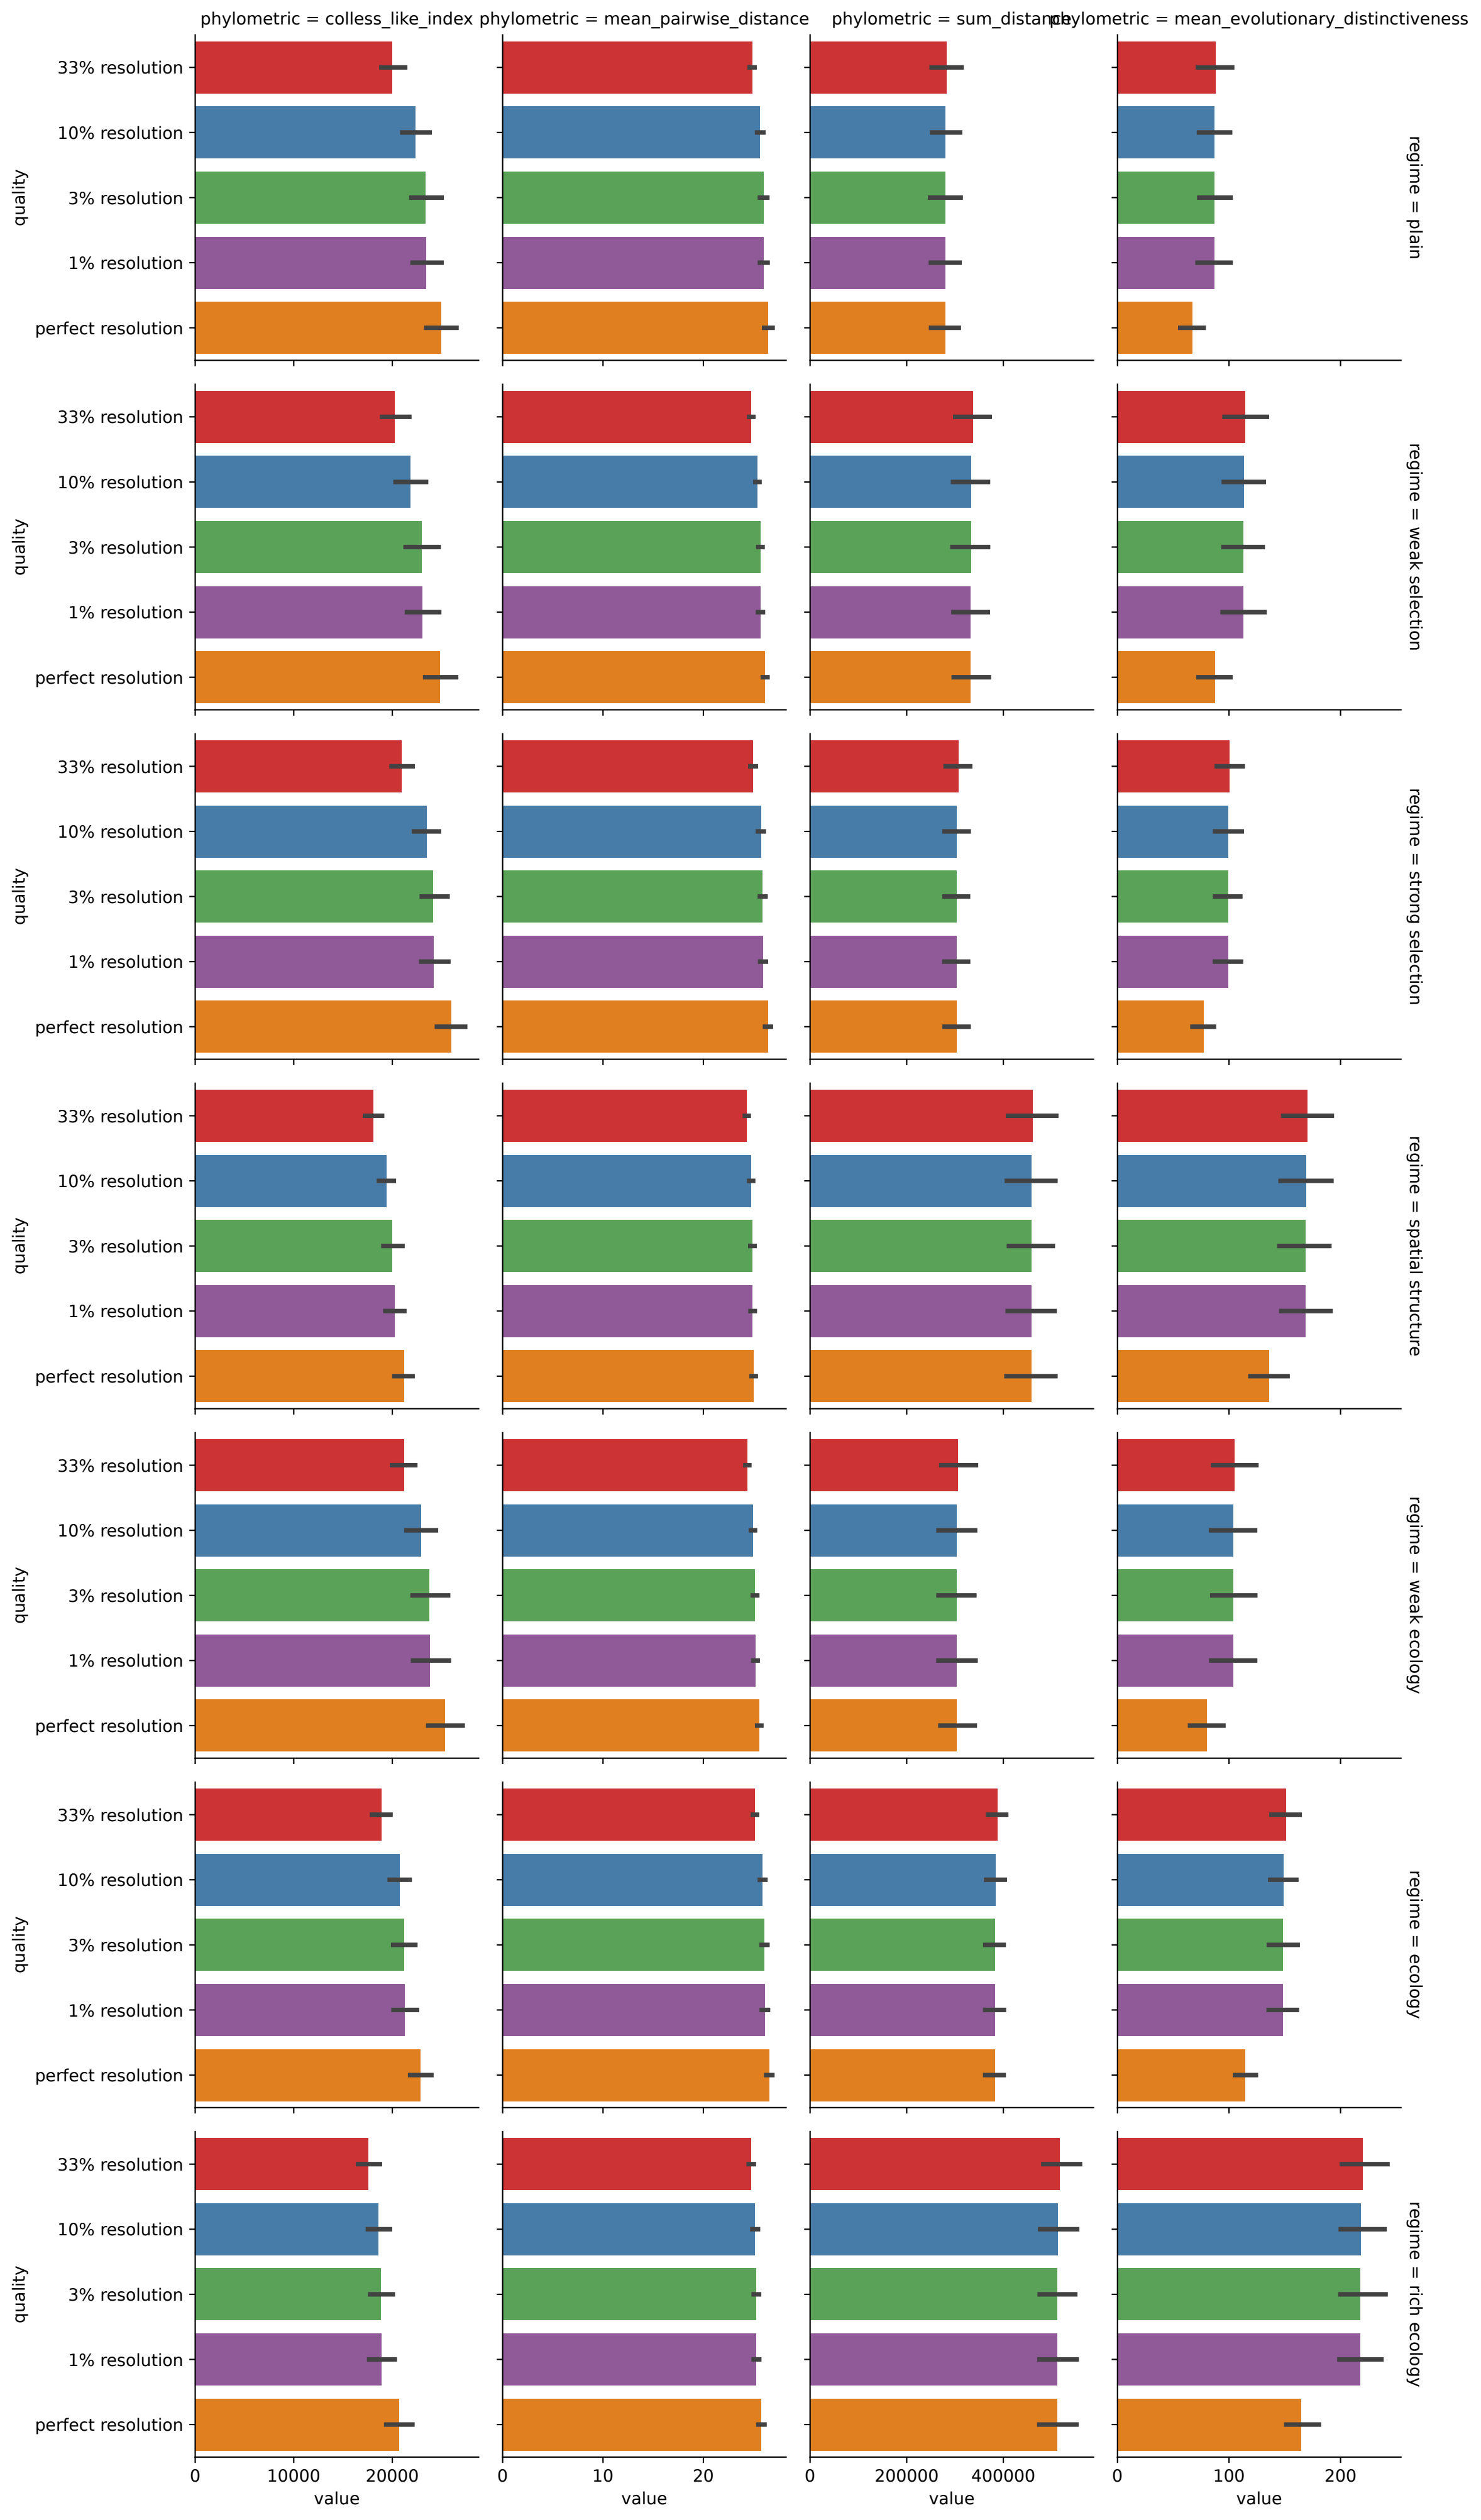 phylometric = colless_like_index
phylometric = mean_pairwise_distance
phylometric = sum_distance
phylometric = mean_evolutionary_distinctiveness
33% resolution
10% resolution
3% resolution
1% resolution
perfect resolution
quality
regime = plain
33% resolution
10% resolution
3% resolution
1% resolution
perfect resolution
quality
regime = weak selection
33% resolution
10% resolution
3% resolution
1% resolution
perfect resolution
quality
regime = strong selection
33% resolution
10% resolution
3% resolution
1% resolution
perfect resolution
quality
regime = spatial structure
33% resolution
10% resolution
3% resolution
1% resolution
perfect resolution
quality
regime = weak ecology
33% resolution
10% resolution
3% resolution
1% resolution
perfect resolution
quality
regime = ecology
33% resolution
10% resolution
3% resolution
1% resolution
perfect resolution
quality
regime = rich ecology
0 10000 20000
value
0 10 20
value
0 200000 400000
value
0 100 200
value